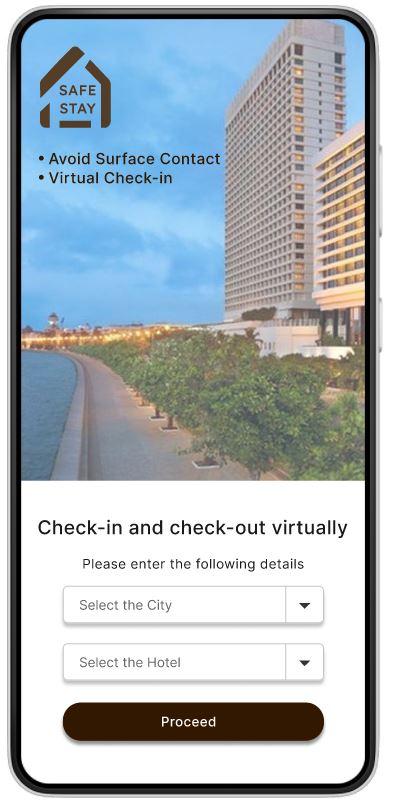 SAFE
STAY
• Avoid Surface Contact
• Virtual Check-in
Check-in and check-out virtually
Please enter the following details
Select the City
Select the Hotel
Proceed